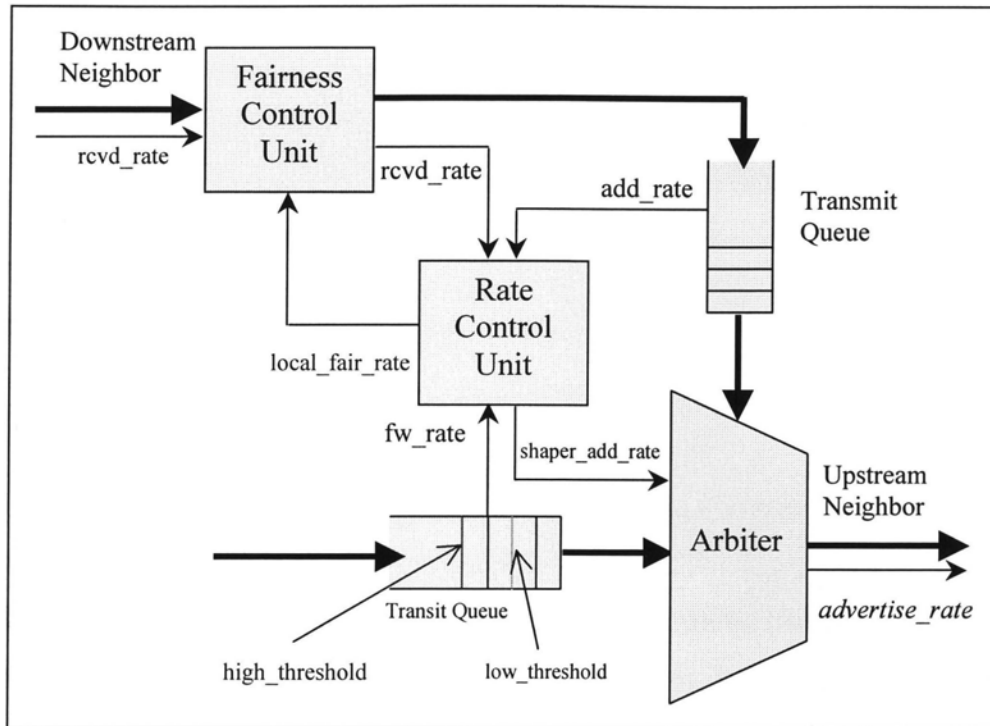 Downstream
Neighbor
rcvd_rate
Fairness
Control
Unit
rcvd_rate
add_rate
Transmit
Queue
Rate
Control
Unit
local_fair_rate
fw_rate
shaper_add_rate
Upstream
Neighbor
Arbiter
advertise_rate
Transit Queue
high_threshold
low_threshold